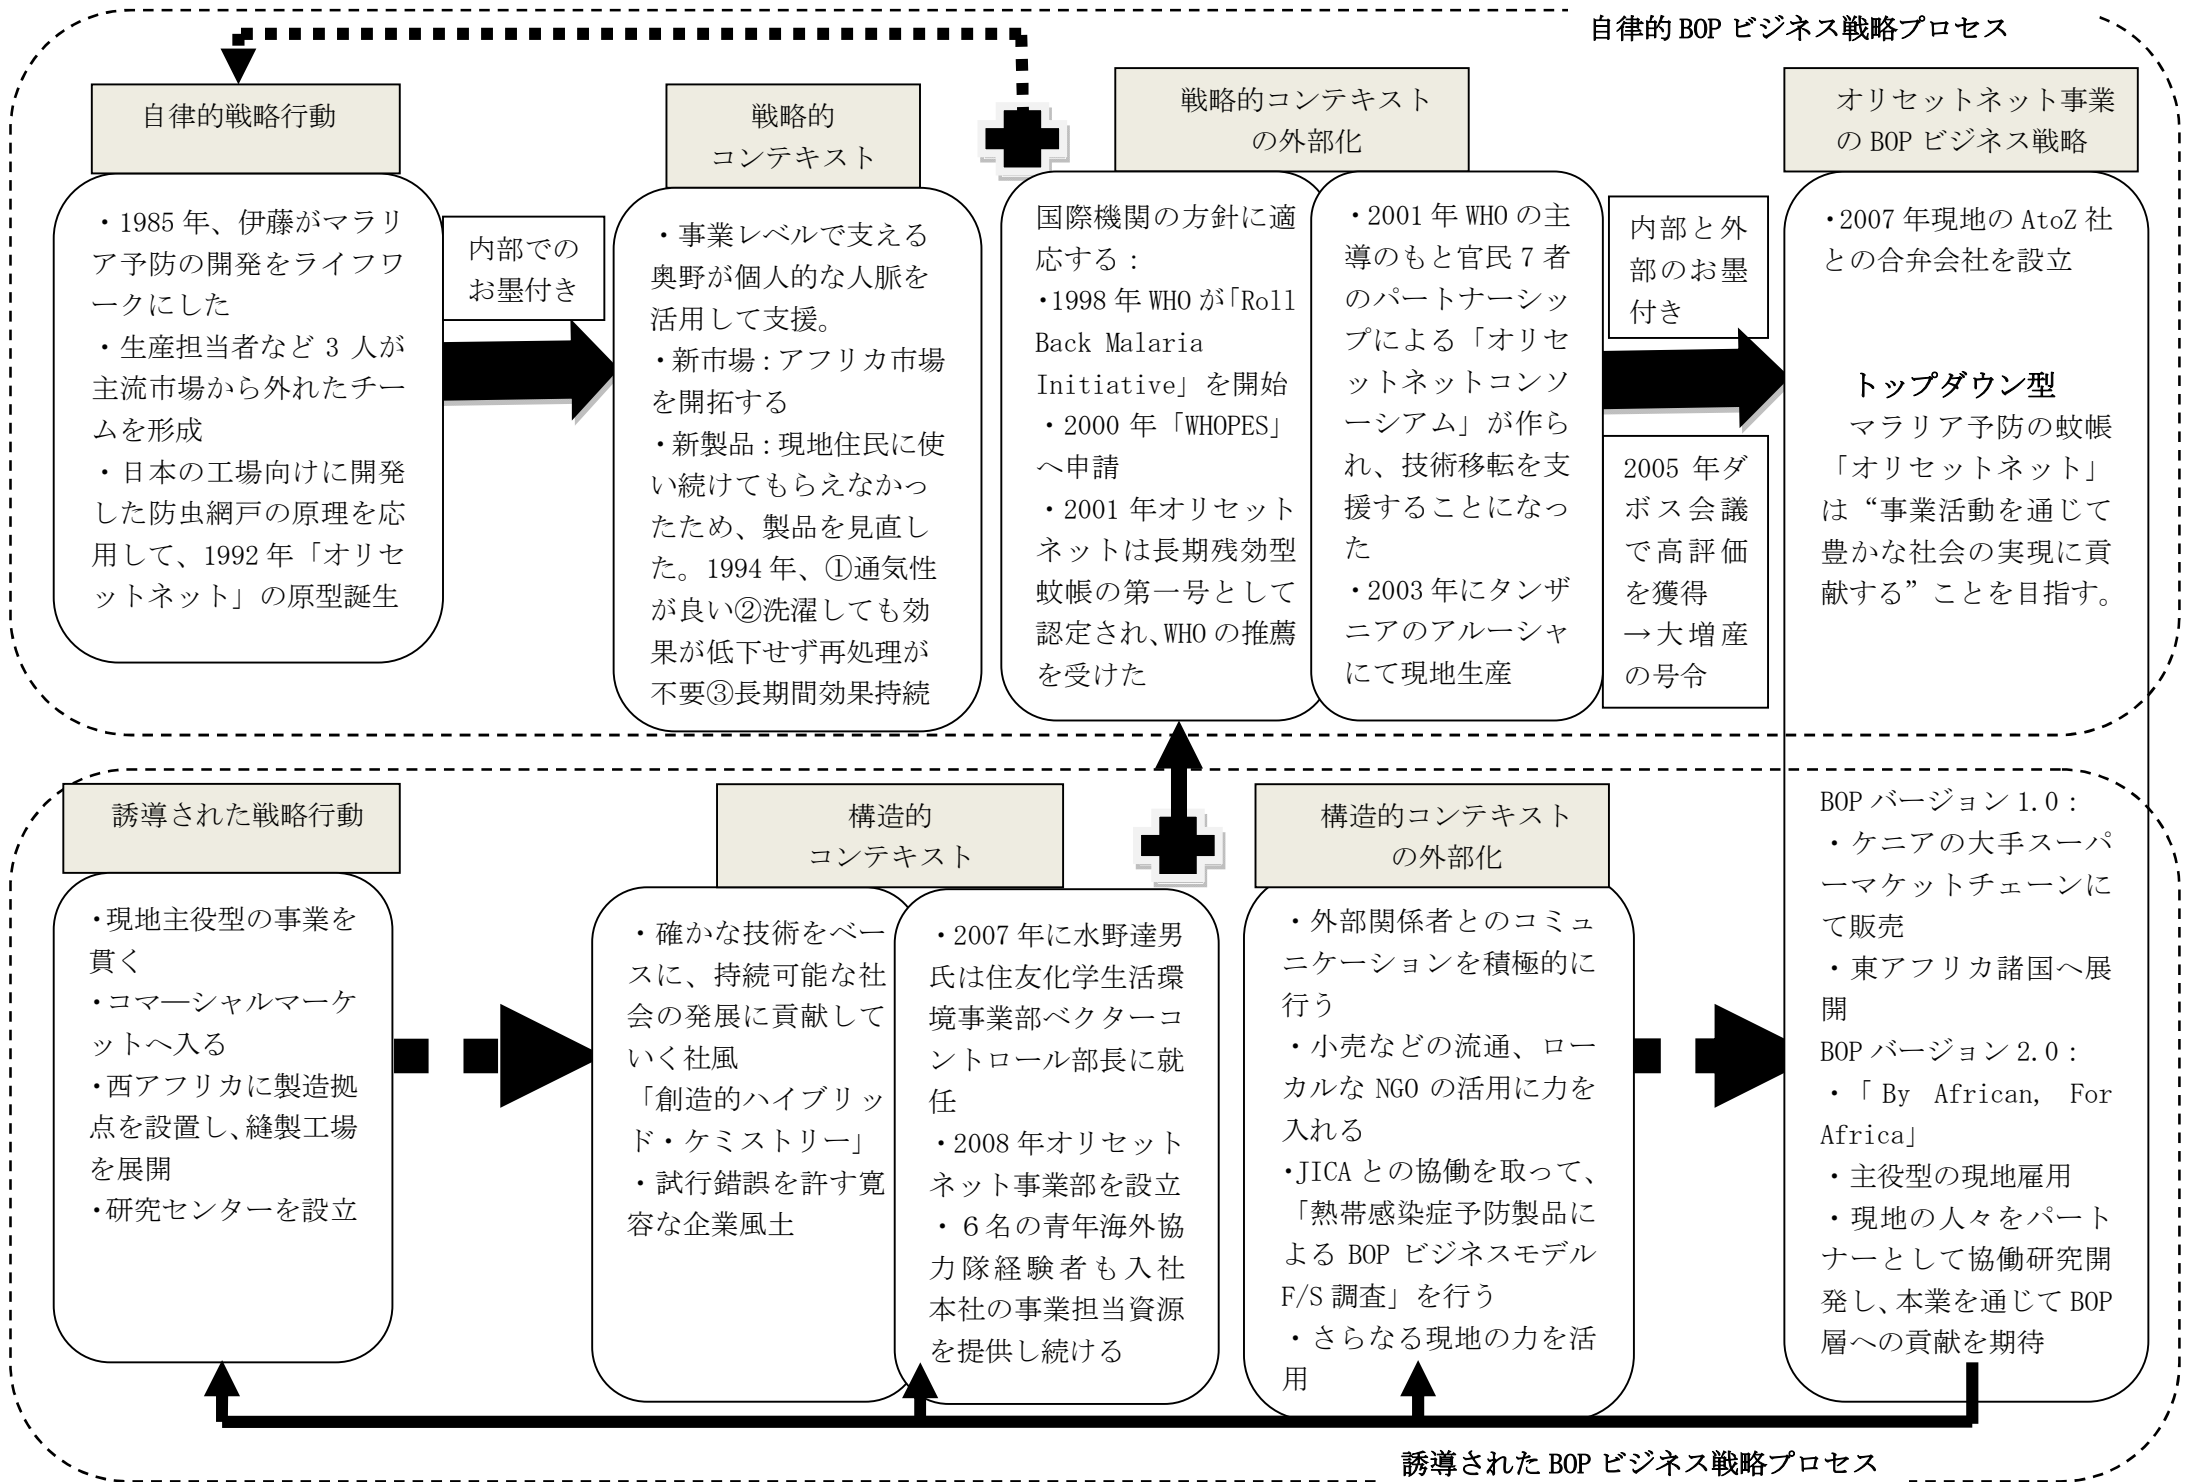 自律的 BOP ビジネス戦略プロセス
自律的戦略行動
・1985 年、伊藤がマラリ
ア予防の開発をライフワ
ークにした
・生産担当者など 3 人が
主流市場から外れたチー
ムを形成
・日本の工場向けに開発
した防虫網戸の原理を応
用して、1992 年「オリセ
ットネット」の原型誕生
内部での
お墨付き
戦略的
コンテキスト
・事業レベルで支える
奥野が個人的な人脈を
活用して支援。
・新市場：アフリカ市場
を開拓する
・新製品：現地住民に使
い続けてもらえなかっ
たため、製品を見直し
た。1994 年、①通気性
が良い②洗濯しても効
果が低下せず再処理が
不要③長期間効果持続
戦略的コンテキスト
の外部化
国際機関の方針に適
応する：
・1998 年 WHO が「Roll
Back Malaria
Initiative」を開始
・2000 年「WHOPES」
へ申請
・2001 年オリセット
ネットは長期残効型
蚊帳の第一号として
認定され、WHO の推薦
を受けた
・2001 年 WHO の主
導のもと官民 7 者
のパートナーシッ
プによる「オリセ
ットネットコンソ
ーシアム」が作ら
れ、技術移転を支
援することになっ
た
・2003 年にタンザ
ニアのアルーシャ
にて現地生産
内部と外
部のお墨
付き
2005 年ダ
ボス会議
で高評価
を獲得
→大増産
の号令
オリセットネット事業
の BOP ビジネス戦略
・2007 年現地の AtoZ 社
との合弁会社を設立
トップダウン型
マラリア予防の蚊帳
「オリセットネット」
は“事業活動を通じて
豊かな社会の実現に貢
献する”ことを目指す。
誘導された戦略行動
・現地主役型の事業を
貫く
・コマ―シャルマーケ
ットへ入る
・西アフリカに製造拠
点を設置し、縫製工場
を展開
・研究センターを設立
構造的
コンテキスト
・確かな技術をベー
スに、持続可能な社
会の発展に貢献して
いく社風
「創造的ハイブリッ
ド・ケミストリー」
・試行錯誤を許す寛
容な企業風土
・2007 年に水野達男
氏は住友化学生活環
境事業部ベクターコ
ントロール部長に就
任
・2008 年オリセット
ネット事業部を設立
・６名の青年海外協
力隊経験者も入社
本社の事業担当資源
を提供し続ける
構造的コンテキスト
の外部化
・外部関係者とのコミュ
ニケーションを積極的に
行う
・小売などの流通、ロー
カルな NGO の活用に力を
入れる
・JICA との協働を取って、
「熱帯感染症予防製品に
よる BOP ビジネスモデル
F/S 調査」を行う
・さらなる現地の力を活
用
BOP バージョン 1.0：
・ケニアの大手スーパ
ーマケットチェーンに
て販売
・東アフリカ諸国へ展
開
BOP バージョン 2.0：
・「By African, For
Africa」
・主役型の現地雇用
・現地の人々をパート
ナーとして協働研究開
発し、本業を通じて BOP
層への貢献を期待
誘導された BOP ビジネス戦略プロセス